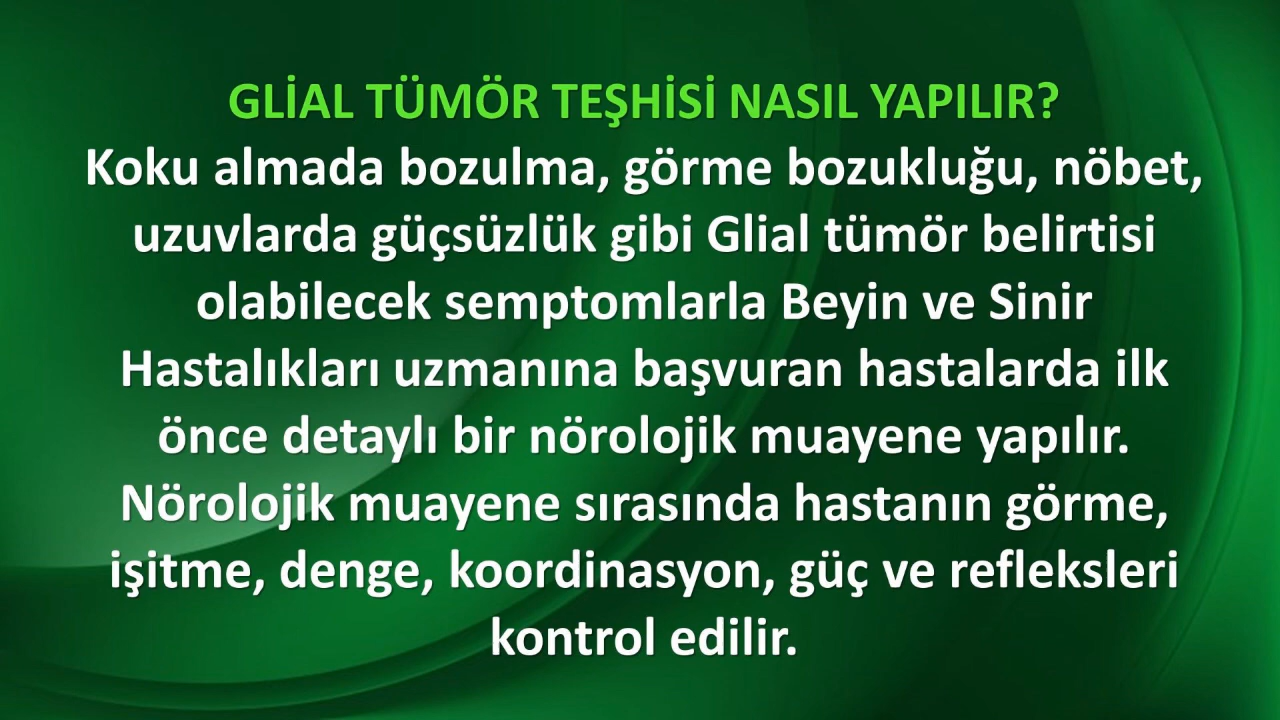 GLİAL TÜMÖR TEŞHİSİ NASIL YAPILIR?
Koku almada bozulma, görme bozukluğu, nöbet,
uzuvlarda güçsüzlük gibi Glial tümör belirtisi
olabilecek semptomlarla Beyin ve Sinir
Hastalıkları uzmanına başvuran hastalarda ilk
önce detaylı bir nörolojik muayene yapılır.
Nörolojik muayene sırasında hastanın görme,
işitme, denge, koordinasyon, güç ve refleksleri
kontrol edilir.